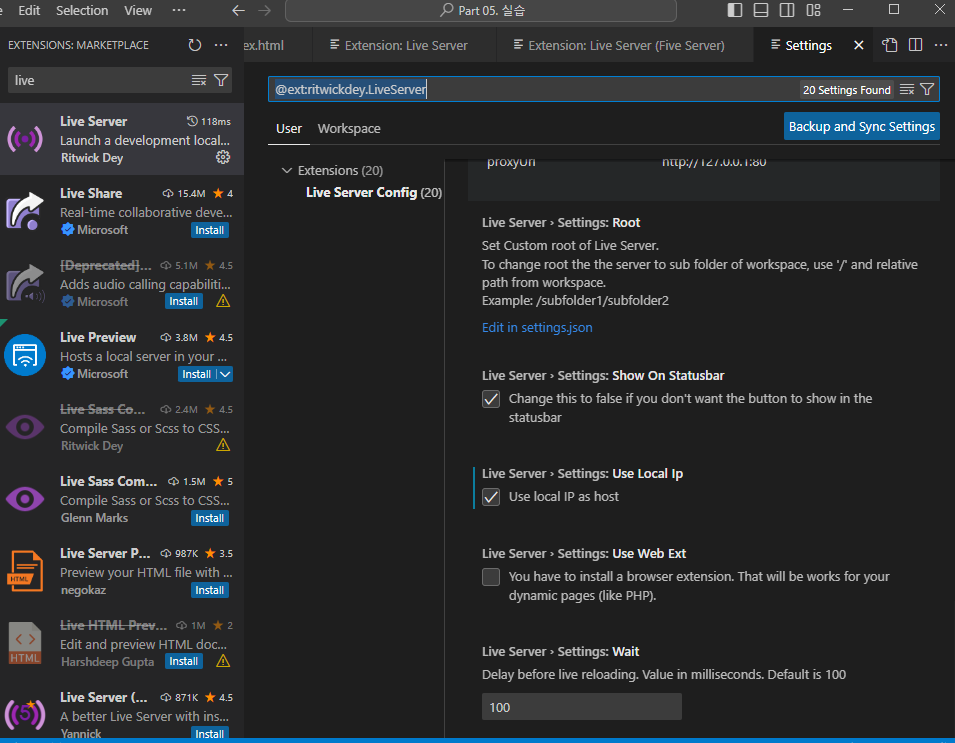 Edit Selection View ···
Part 05. 실습
EXTENSIONS: MARKETPLACE
live
Live Server 118ms
Launch a development local...
Ritwick Dey
Live Share 15.4M 4
Real-time collaborative deve...
Microsoft Install
[Deprecated]... 5.1M 4.5
Adds audio calling capabiliti...
Microsoft Install
Live Preview 3.8M 4.5
Hosts a local server in your ...
Microsoft Install
Live Sass Co... 2.4M 4.5
Compile Sass or Scss to CSS...
Ritwick Dey
Live Sass Com... 1.5M 5
Compile Sass or Scss to CSS...
Glenn Marks Install
HTML
Live Server P... 987K 3.5
Preview your HTML file with ...
negokaz Install
HTML
Live HTML Prev... 1M 2
Edit and preview HTML doc...
Harshdeep Gupta Install
5
Live Server (... 871K 4.5
A better Live Server with ins...
Yannick Install
ex.html Extension: Live Server Extension: Live Server (Five Server) Settings
@ext:ritwickdey.LiveServer 20 Settings Found
User Workspace Backup and Sync Settings
Extensions (20)
Live Server Config (20)
proxyUri http://127.0.0.1:80
Live Server › Settings: Root
Set Custom root of Live Server.
To change root the the server to sub folder of workspace, use '/' and relative
path from workspace.
Example: /subfolder1/subfolder2
Edit in settings.json
Live Server › Settings: Show On Statusbar
Change this to false if you don't want the button to show in the
statusbar
Live Server › Settings: Use Local Ip
Use local IP as host
Live Server › Settings: Use Web Ext
You have to install a browser extension. That will be works for your
dynamic pages (like PHP).
Live Server › Settings: Wait
Delay before live reloading. Value in milliseconds. Default is 100
100